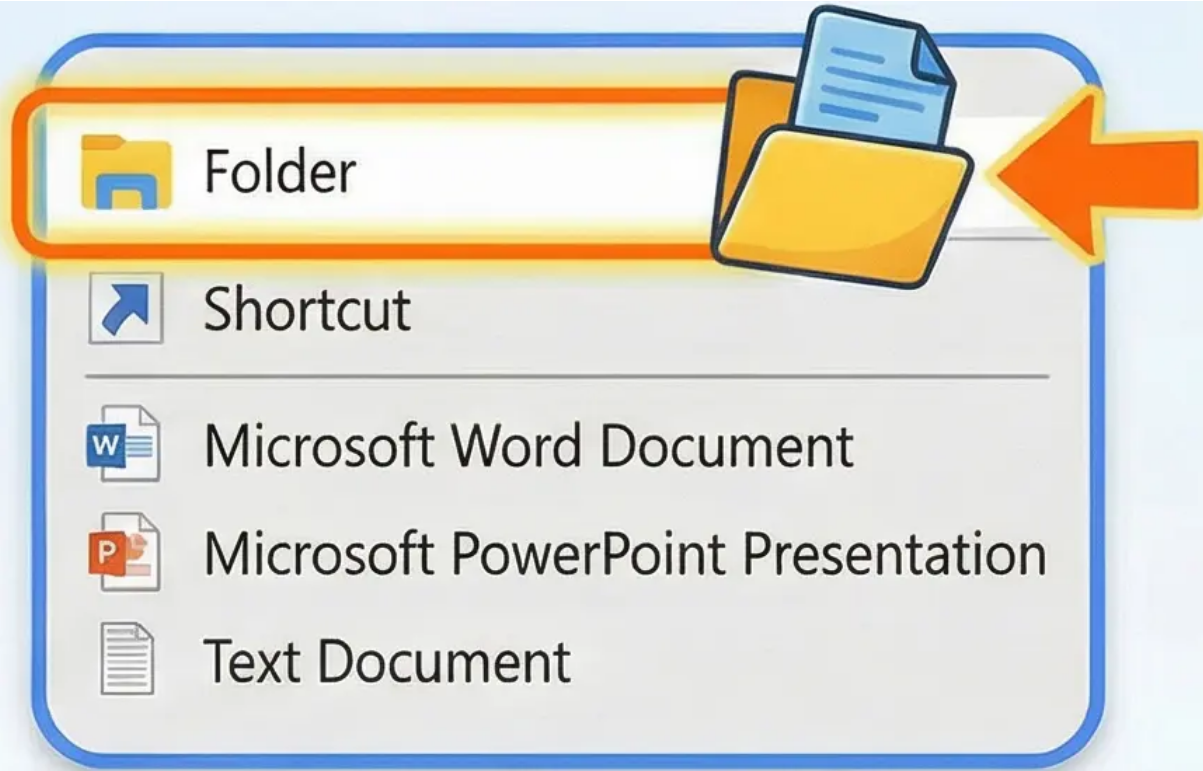 Folder
Shortcut
W Microsoft Word Document
P Microsoft PowerPoint Presentation
Text Document